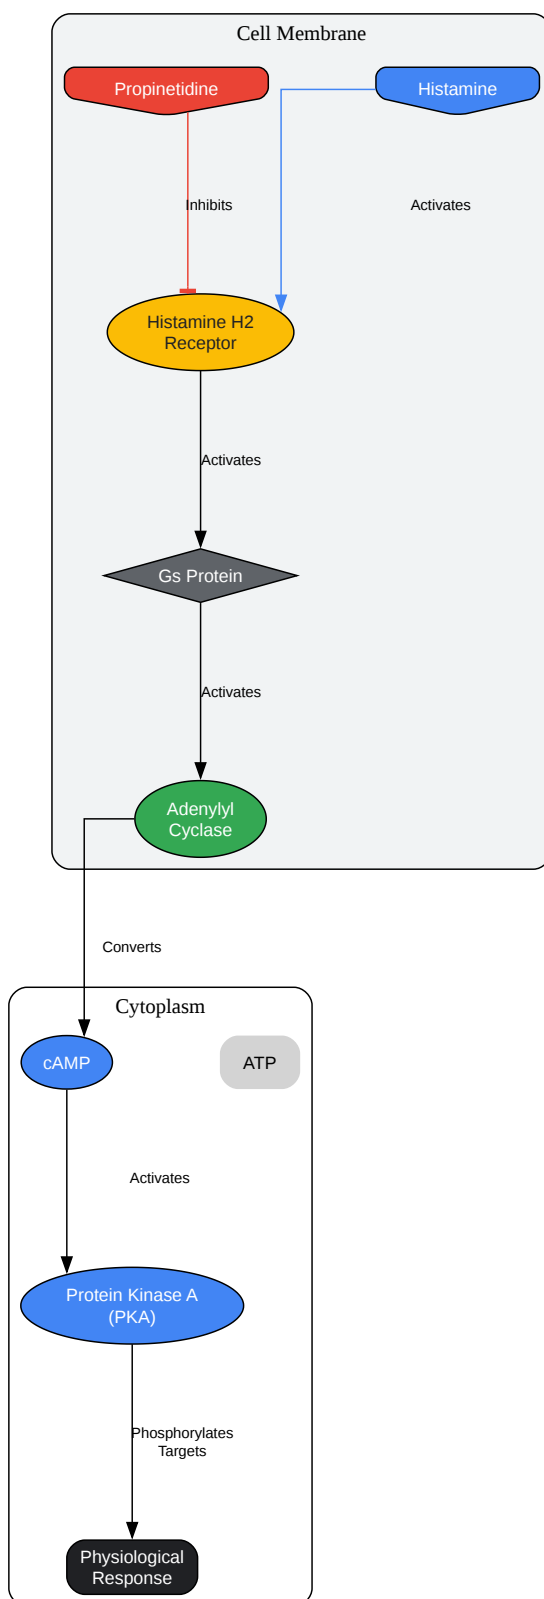 Cell Membrane
Propinetidine
Histamine
Inhibits
Activates
Histamine H2
Receptor
Activates
Gs Protein
Activates
Adenylyl
Cyclase
Converts
Cytoplasm
cAMP
ATP
Activates
Protein Kinase A
(PKA)
Phosphorylates
Targets
Physiological
Response